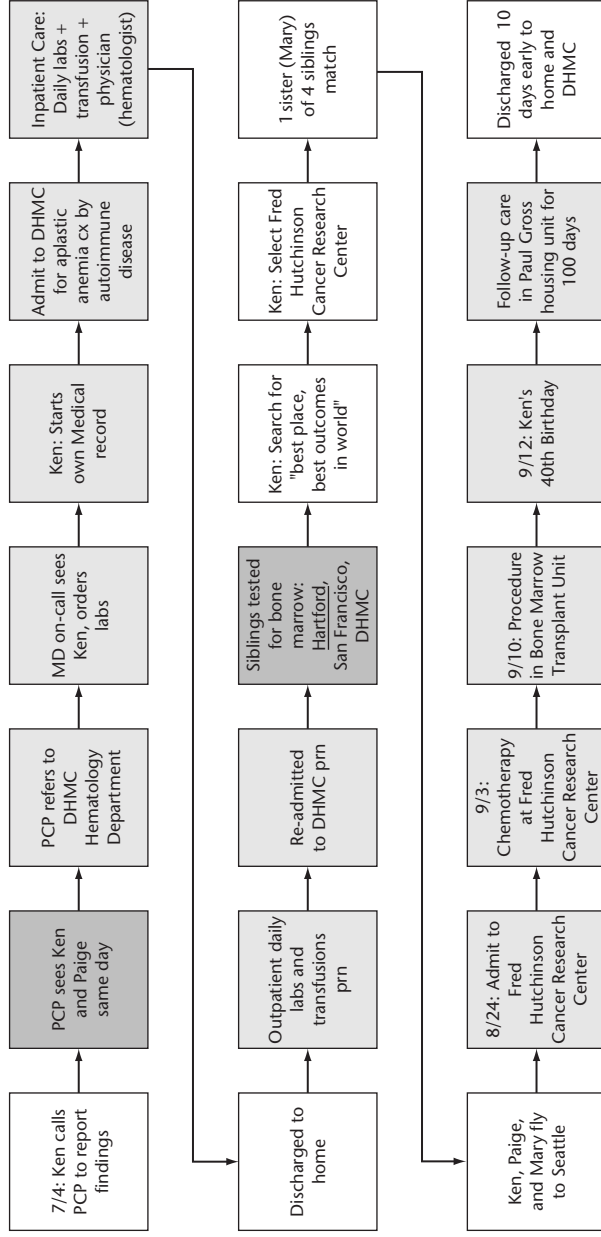 7/4: Ken calls
PCP to report
findings
PCP sees Ken
and Paige
same day
PCP refers to
DHMC
Hematology
Department
MD on-call sees
Ken, orders
labs
Ken: Starts
own Medical
record
Admit to DHMC
for aplastic
anemia cx by
autoimmune
disease
Inpatient Care:
Daily labs +
transfusion +
physician
(hematologist)
Discharged to
home
Outpatient daily
labs and
transfusions
prn
Re-admitted
to DHMC prn
Siblings tested
for bone
marrow:
Hartford,
San Francisco,
DHMC
Ken: Search for
"best place,
best outcomes
in world"
Ken: Select Fred
Hutchinson
Cancer Research
Center
1 sister (Mary)
of 4 siblings
match
Ken, Paige,
and Mary fly
to Seattle
8/24: Admit to
Fred
Hutchinson
Cancer Research
Center
9/3:
Chemotherapy
at Fred
Hutchinson
Cancer Research
Center
9/10: Procedure
in Bone Marrow
Transplant Unit
9/12: Ken's
40th Birthday
Follow-up care
in Paul Gross
housing unit for
100 days
Discharged 10
days early to
home and
DHMC